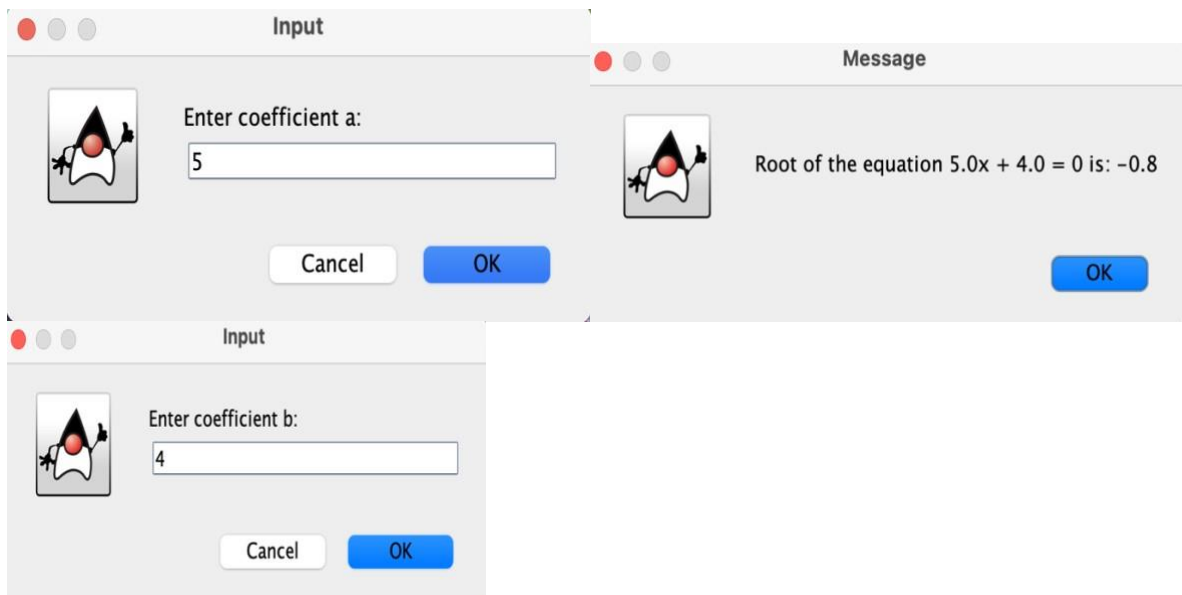 Input
Enter coefficient a:
5
Cancel OK
Message
Root of the equation 5.0x + 4.0 = 0 is: -0.8
OK
Input
Enter coefficient b:
4
Cancel OK